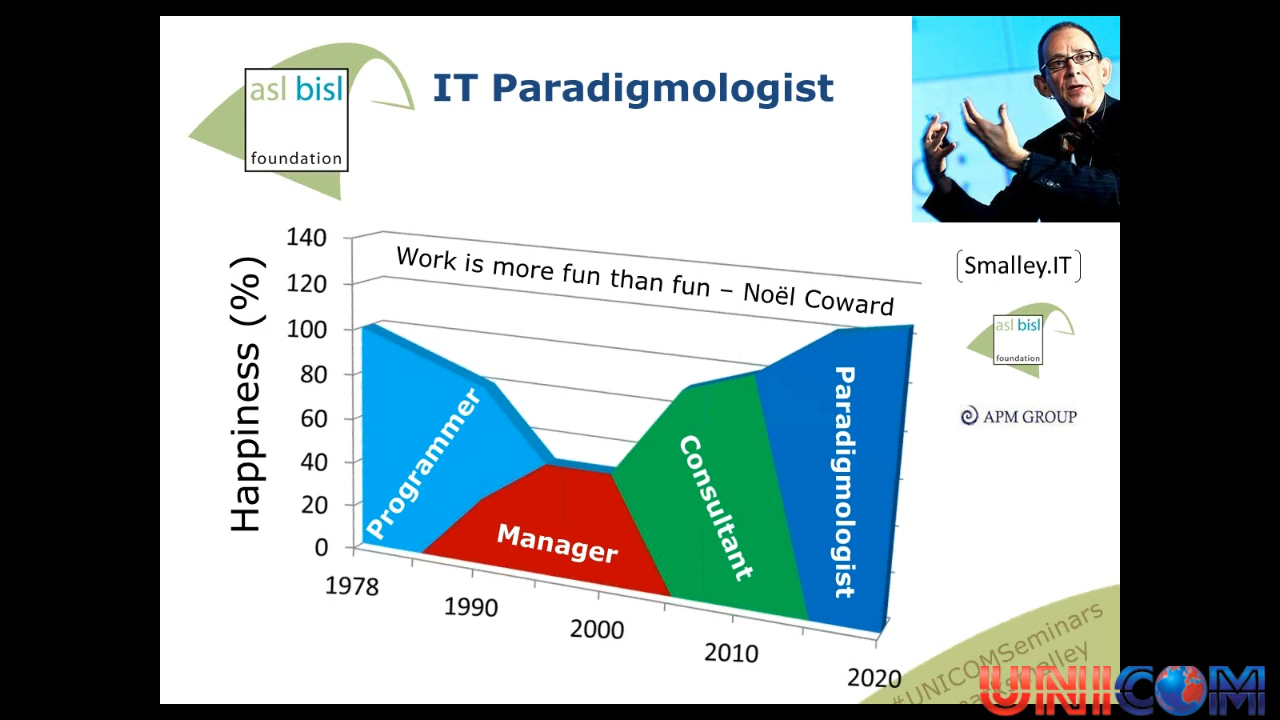 asl bisl
foundation
IT Paradigmologist
Work is more fun than fun – Noël Coward
Happiness (%)
140
120
100
80
60
40
20
0
Programmer
Manager
Consultant
Paradigmologist
1978
1990
2000
2010
2020
[Smalley.IT]
asl bisl
foundation
APM GROUP
#UNICOMSeminars
UNICOM